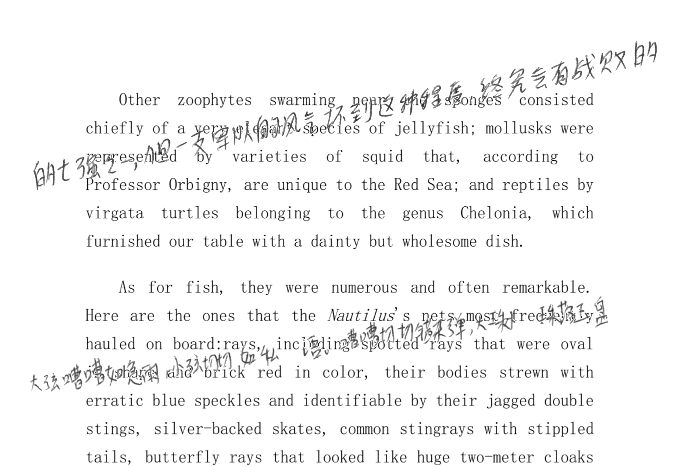 Other zoophytes swarming near the sponges consisted
chiefly of a very elegant species of jellyfish; mollusks were
represented by varieties of squid that, according to
Professor Orbigny, are unique to the Red Sea; and reptiles by
virgata turtles belonging to the genus Chelonia, which
furnished our table with a dainty but wholesome dish.
但一支军队的风气坏到这种程度,终究会有战败的
As for fish, they were numerous and often remarkable.
Here are the ones that the Nautilus's nets most frequently
hauled on board:rays, including spotted rays that were oval
and brick red in color, their bodies strewn with
erratic blue speckles and identifiable by their jagged double
stings, silver-backed skates, common stingrays with stippled
tails, butterfly rays that looked like huge two-meter cloaks
大弦嘈嘈如急雨,小弦切切如私语。嘈嘈切切错杂弹,大珠小珠落玉盘